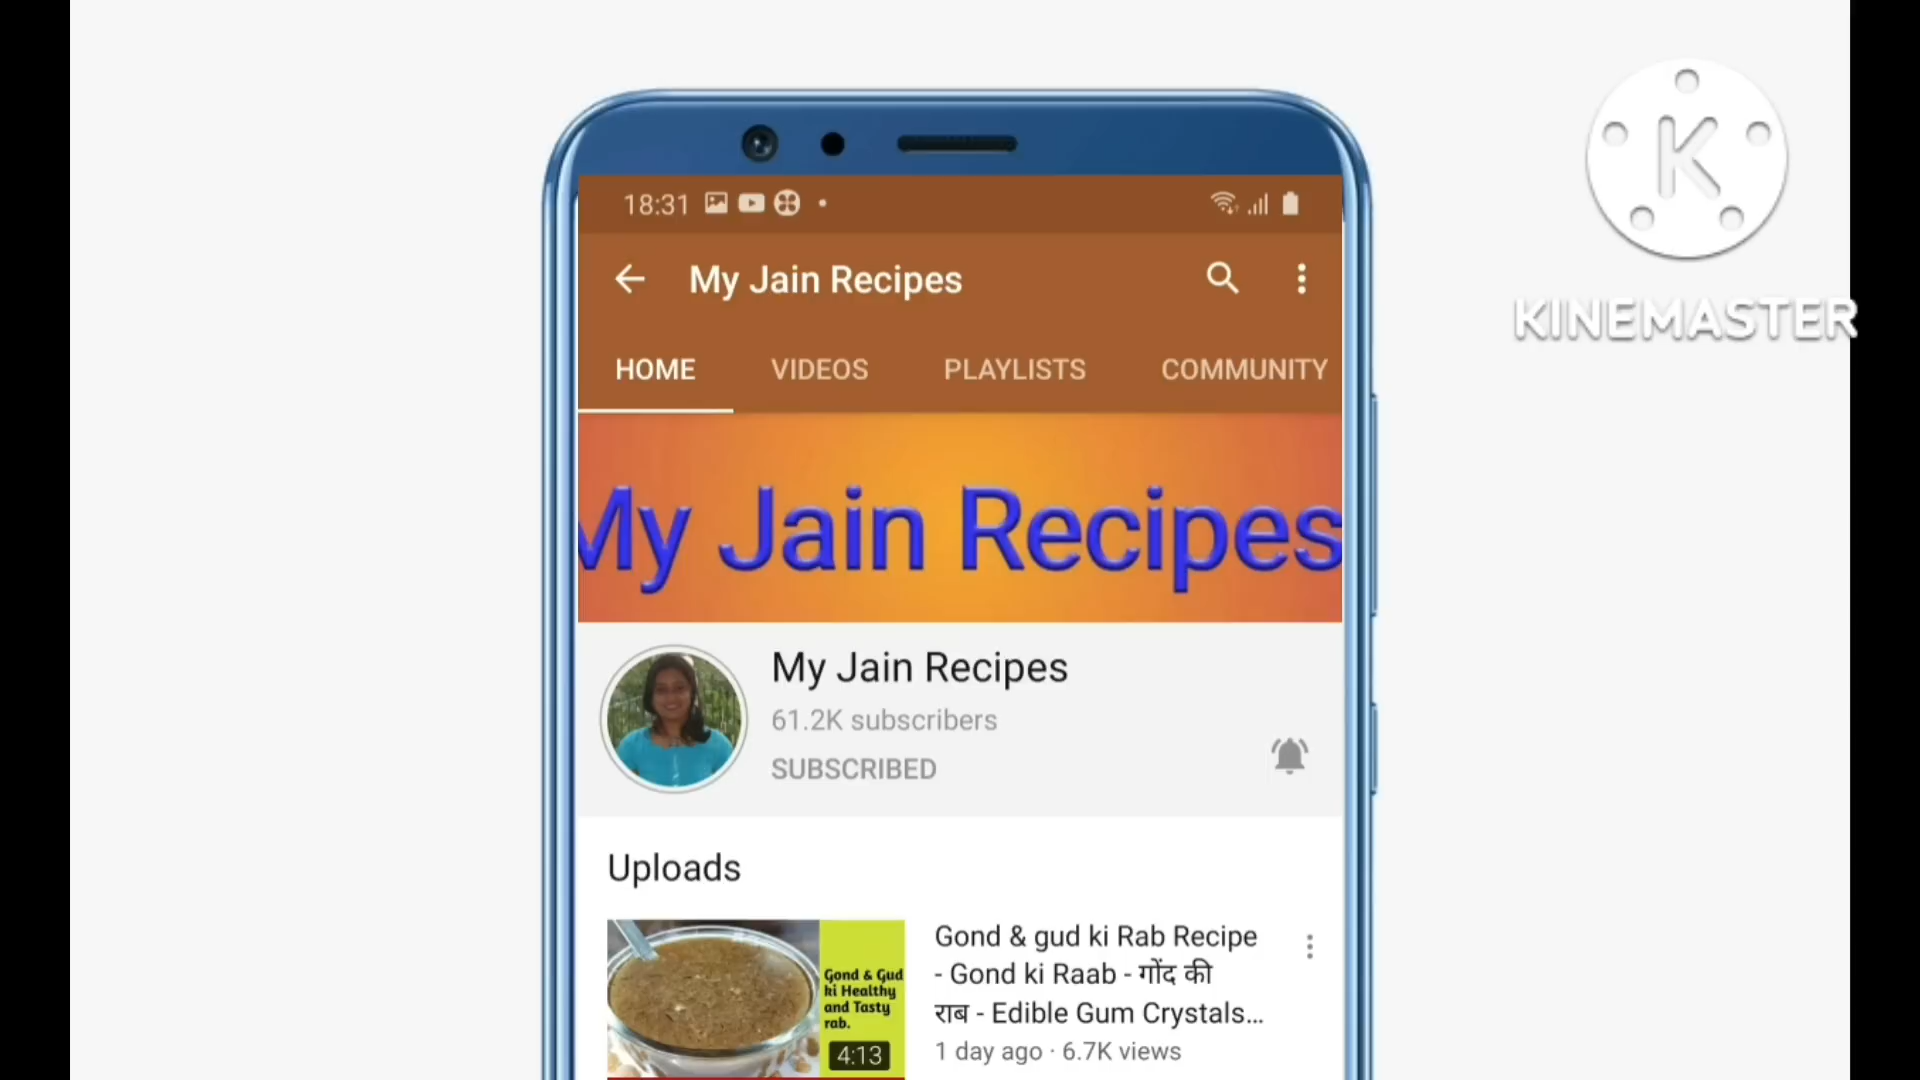 KINEMASTER
18:31
My Jain Recipes
HOME VIDEOS PLAYLISTS COMMUNITY
My Jain Recipes
My Jain Recipes
61.2K subscribers
SUBSCRIBED
Uploads
Gond & Gud
ki Healthy
and Tasty
rab.
4:13
Gond & gud ki Rab Recipe
- Gond ki Raab - गोंद की
राब - Edible Gum Crystals...
1 day ago · 6.7K views